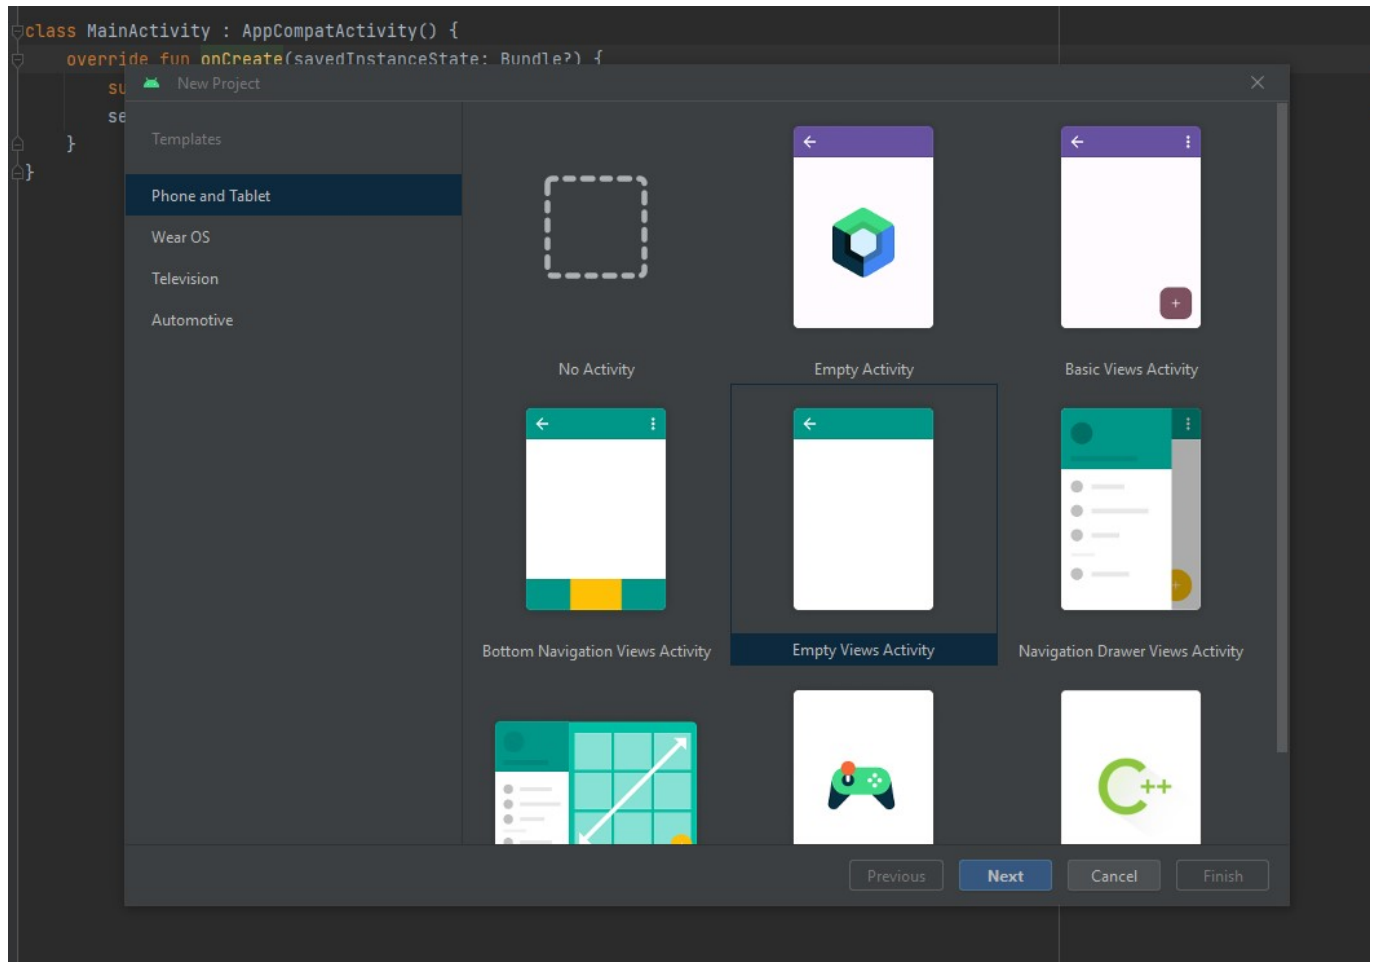 class MainActivity : AppCompatActivity() {
override fun onCreate(savedInstanceState: Bundle?) {
su
se
}
}
New Project
Templates
Phone and Tablet
Wear OS
Television
Automotive
No Activity
Empty Activity
Basic Views Activity
Bottom Navigation Views Activity
Empty Views Activity
Navigation Drawer Views Activity
C++
Previous
Next
Cancel
Finish